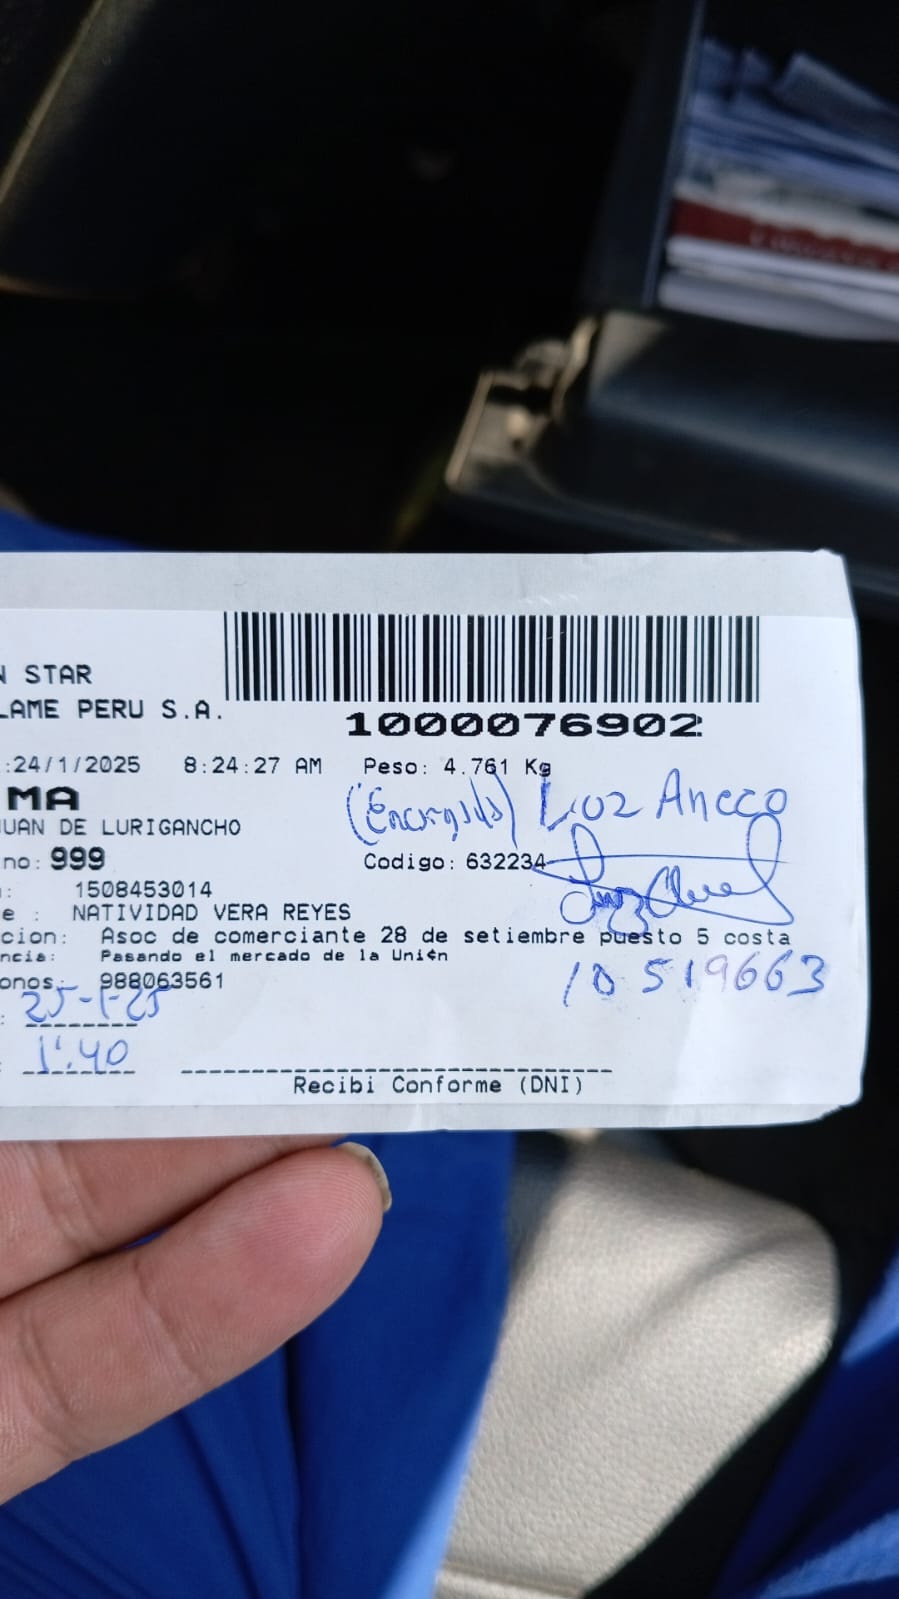 N STAR
LAME PERU S.A.
1000076902
:24/1/2025 8:24:27 AM Peso: 4.761 Kg
MA
(Encargada) Luz Ancco
UAN DE LURIGANCHO
no: 999 Codigo: 632234
: 1508453014
e : NATIVIDAD VERA REYES
cion: Asoc de comerciante 28 de setiembre puesto 5 costa
ncia: Pasando el mercado de la Uni¢n
onos. 988063561
10519663
: 25-1-25
: 1:40
Recibi Conforme (DNI)